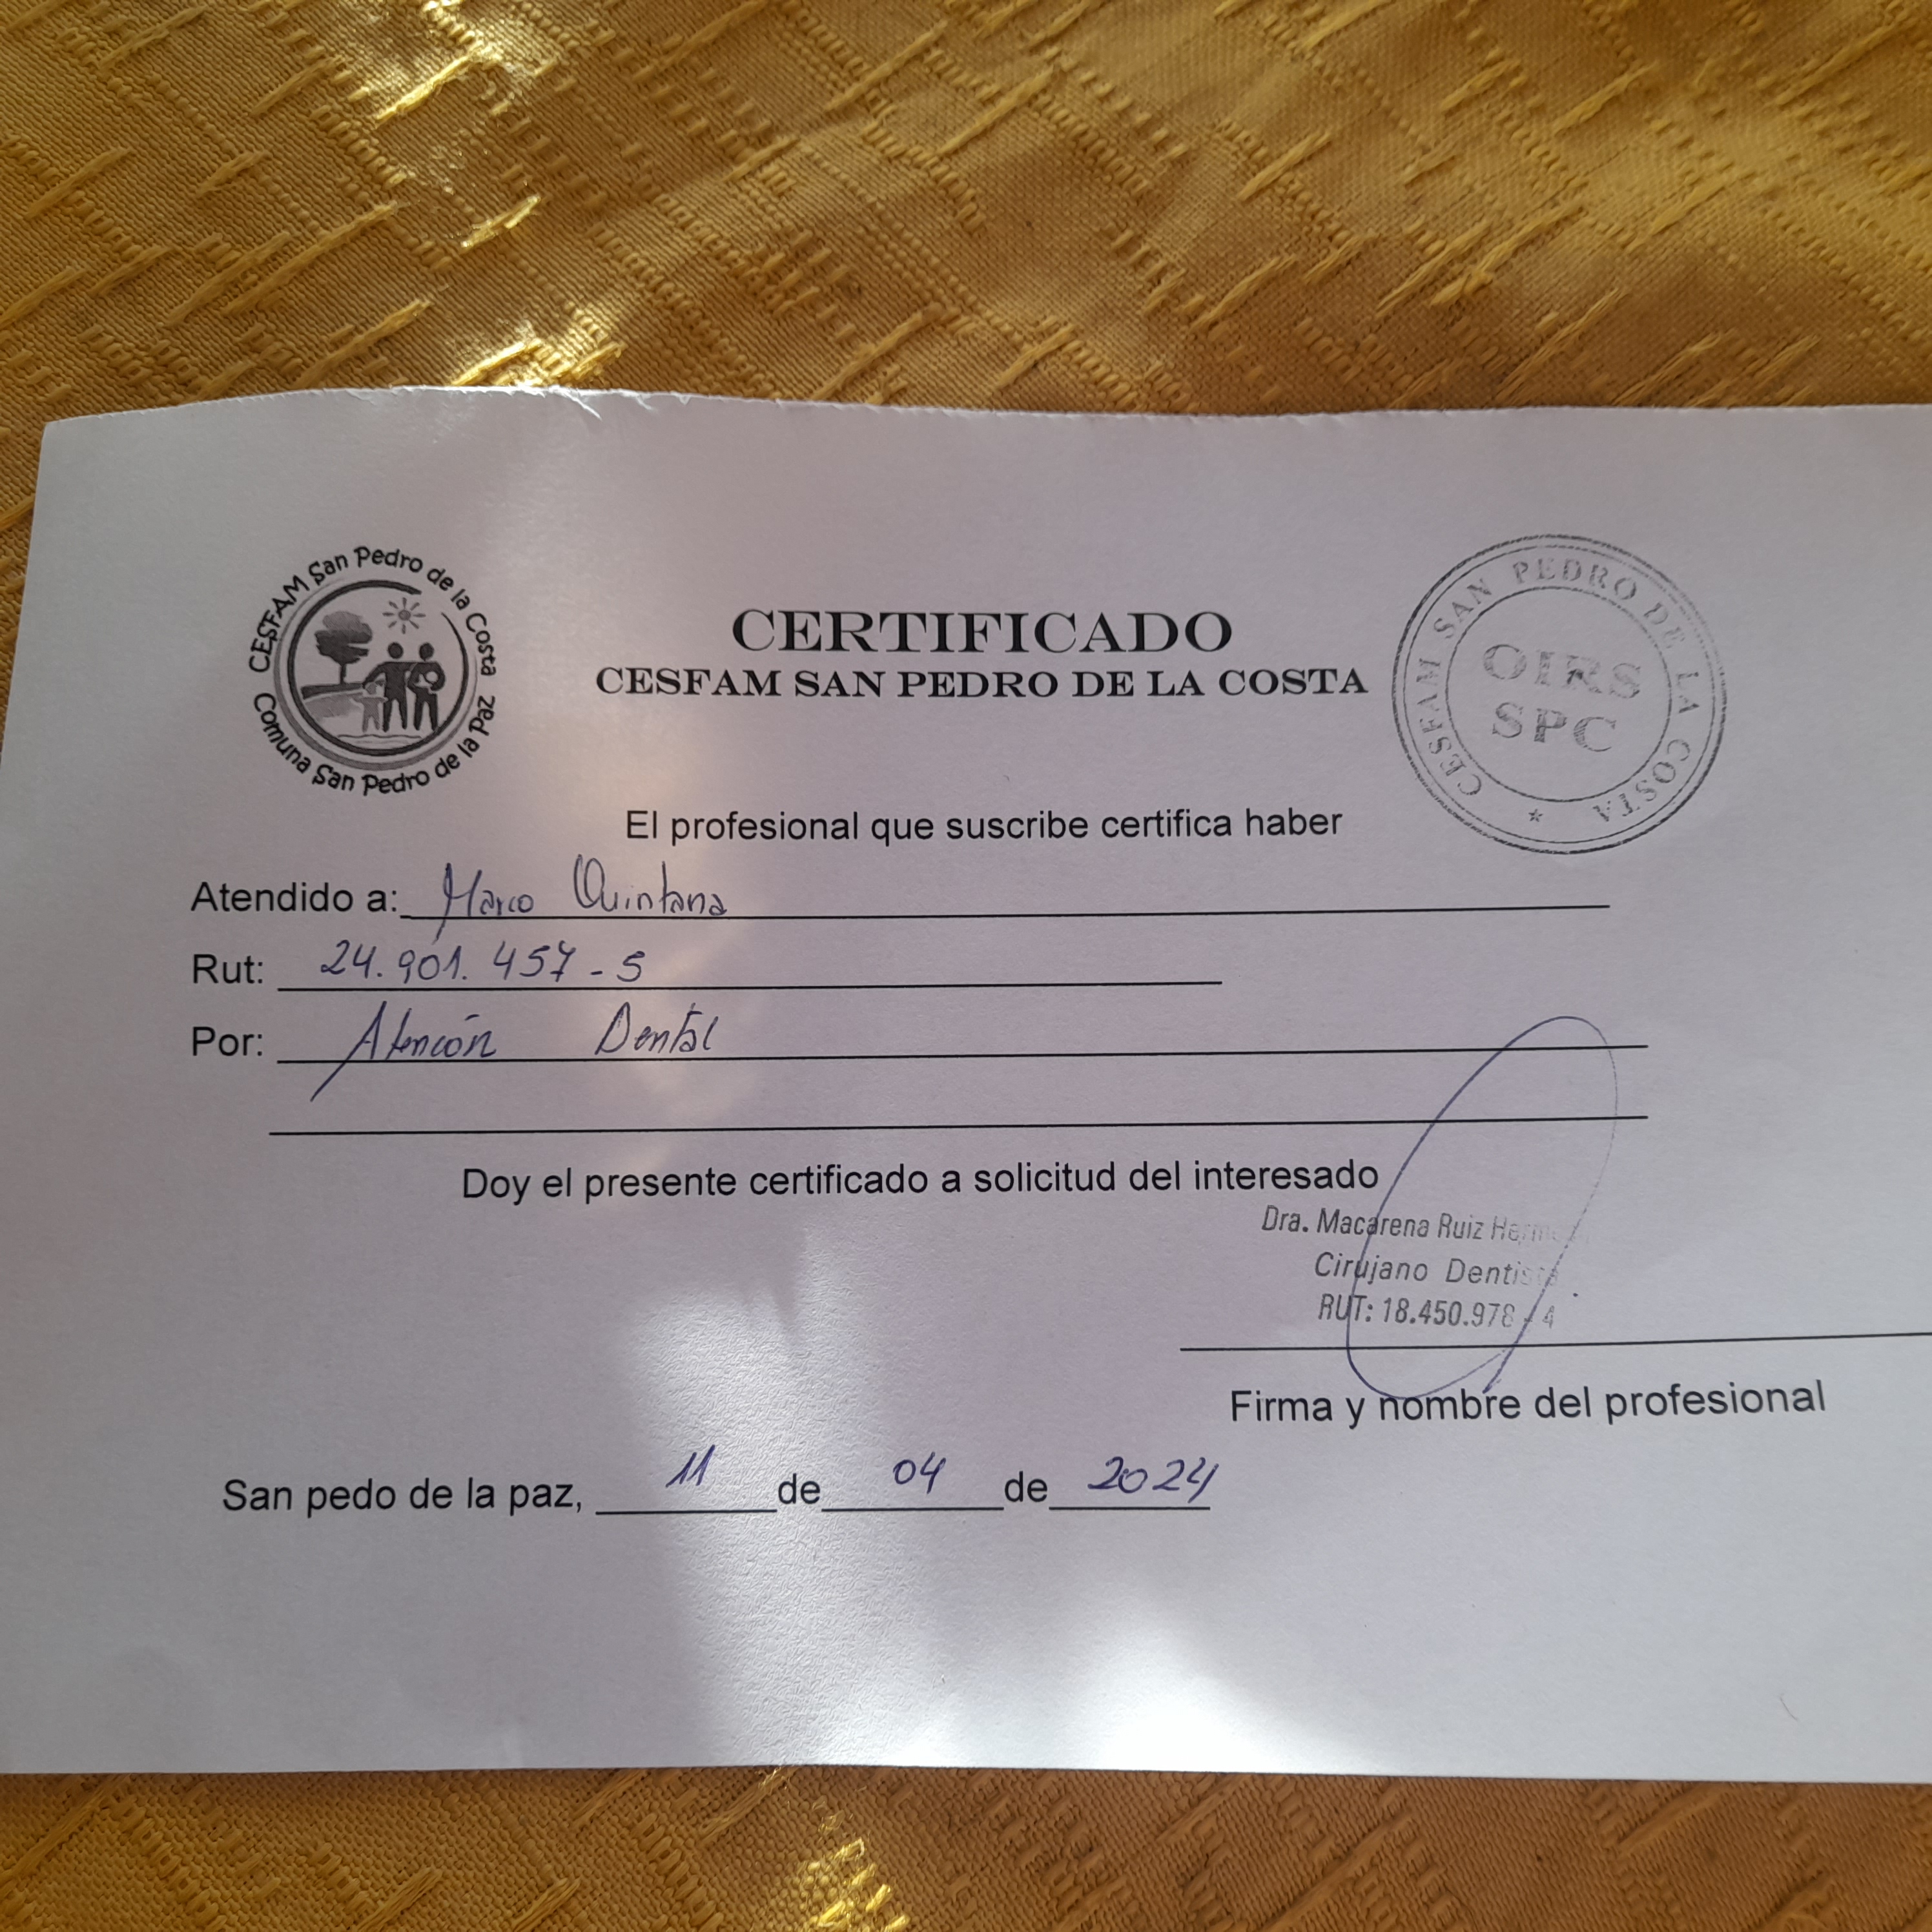 CESFAM San Pedro de la Costa
Comuna San Pedro de la Paz
CERTIFICADO
CESFAM SAN PEDRO DE LA COSTA
CESFAM SAN PEDRO DE LA COSTA
OIRS
SPC
El profesional que suscribe certifica haber
Atendido a: Marco Quintana
Rut: 24.901.457-5
Por: Atención Dental
Doy el presente certificado a solicitud del interesado
Dra. Macarena Ruiz
Cirujano Dentista
RUT: 18.450.978-4
Firma y nombre del profesional
San pedo de la paz, 11 de 04 de 2024